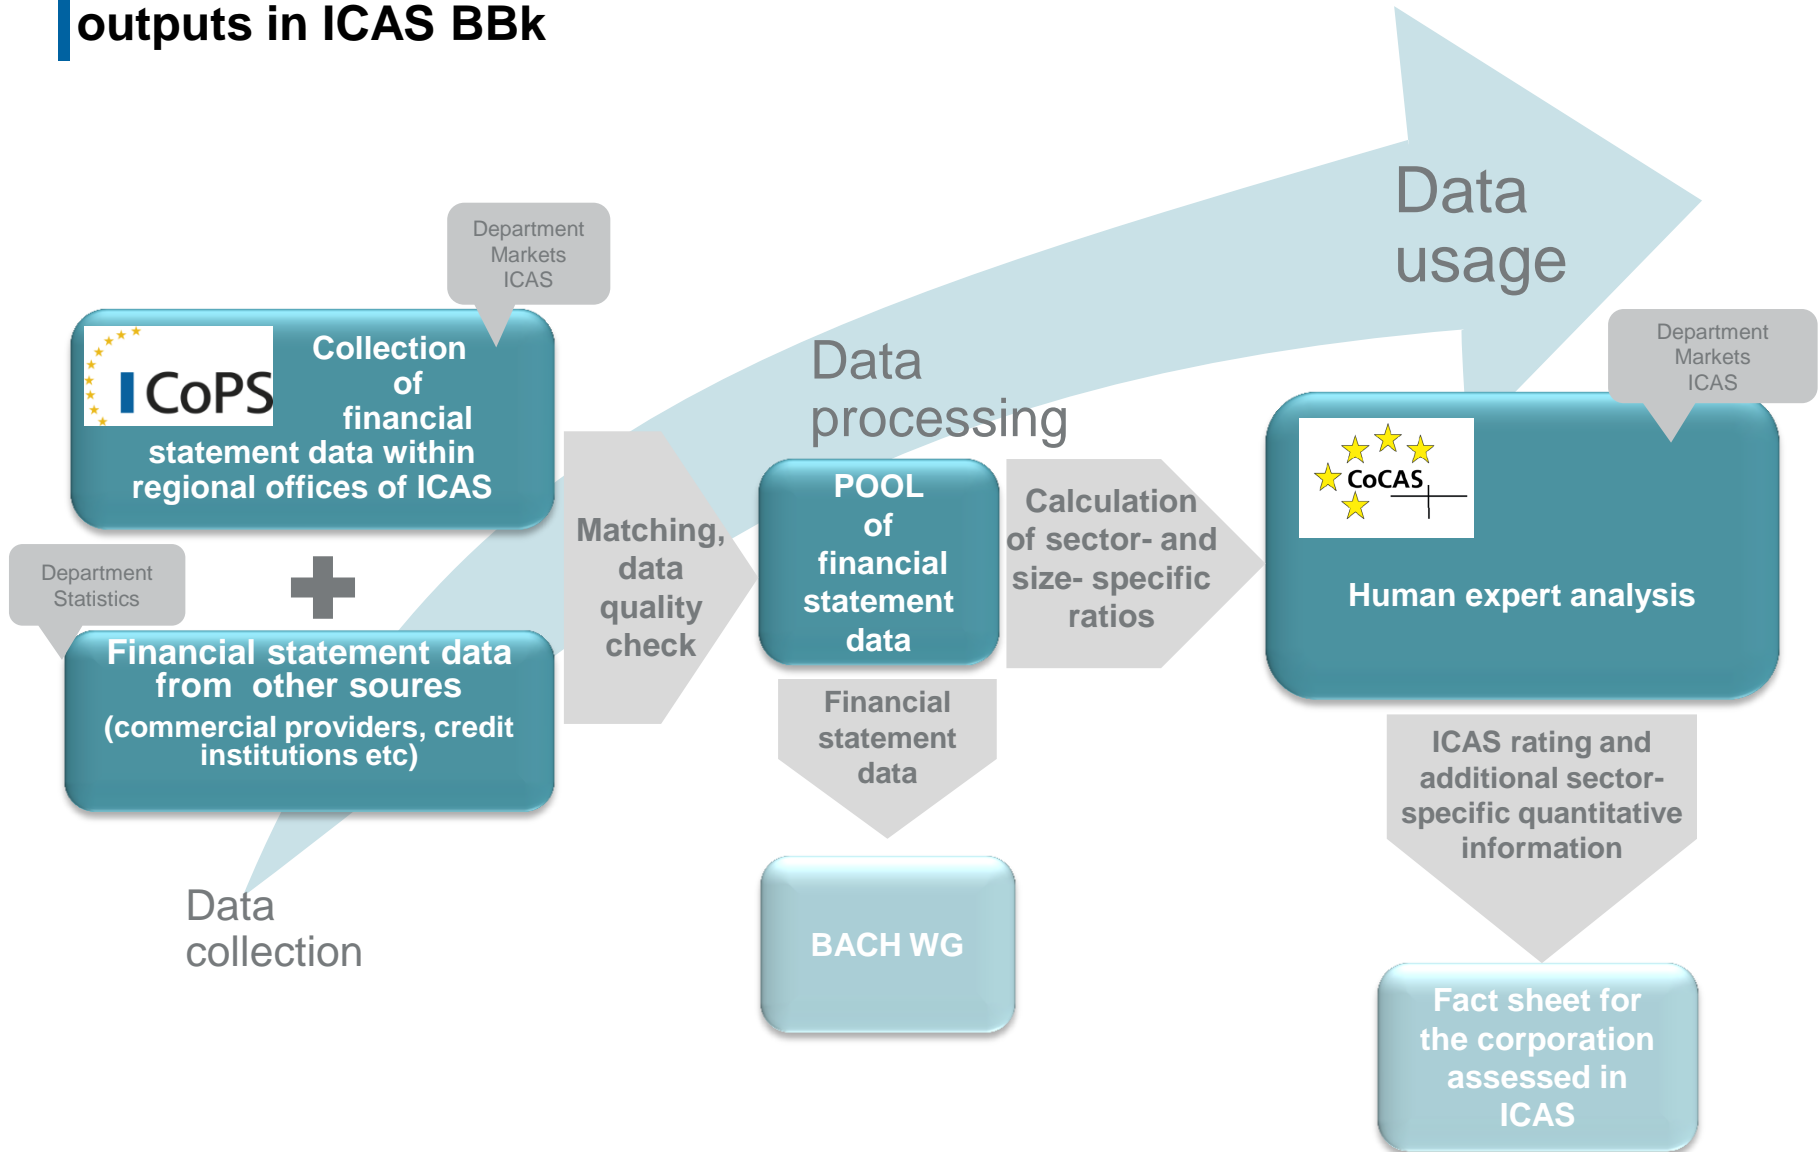 outputs in ICAS BBk
Data
usage
Department
Markets
ICAS
Department
Markets
ICAS
I CoPS
Collection
of
financial
statement data within
regional offices of ICAS
Data
processing
CoCAS
Human expert analysis
Matching,
data
quality
check
POOL
of
financial
statement
data
Calculation
of sector- and
size- specific
ratios
Department
Statistics
Financial statement data
from other soures
(commercial providers, credit
institutions etc)
Financial
statement
data
ICAS rating and
additional sector-
specific quantitative
information
Data
collection
BACH WG
Fact sheet for
the corporation
assessed in
ICAS